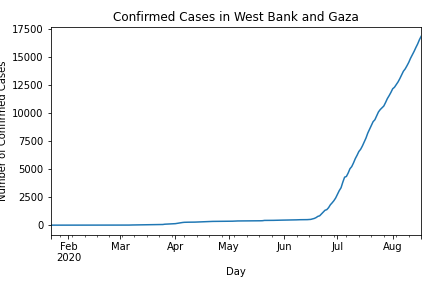 Confirmed Cases in West Bank and Gaza
17500
15000
12500
10000
7500
5000
2500
0
Number of Confirmed Cases
Feb
2020
Mar
Apr
May
Jun
Jul
Aug
Day